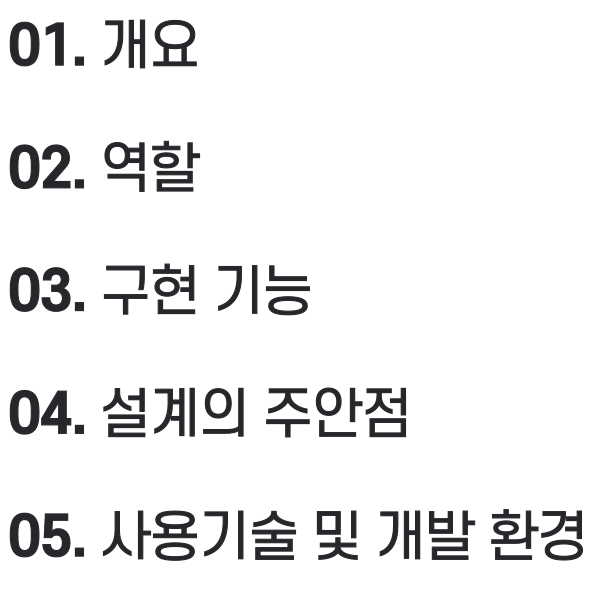 01. 개요
02. 역할
03. 구현 기능
04. 설계의 주안점
05. 사용기술 및 개발 환경